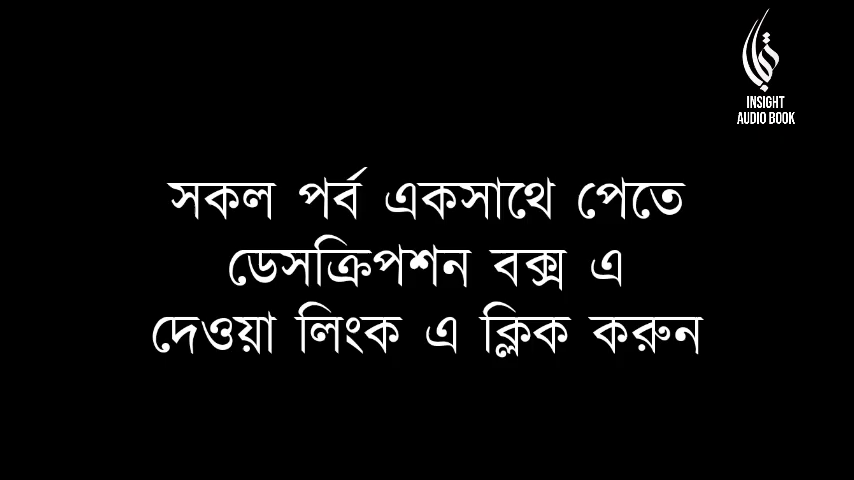 INSIGHT
AUDIO BOOK
সকল পর্ব একসাথে পেতে
ডেসক্রিপশন বক্স এ
দেওয়া লিংক এ ক্লিক করুন